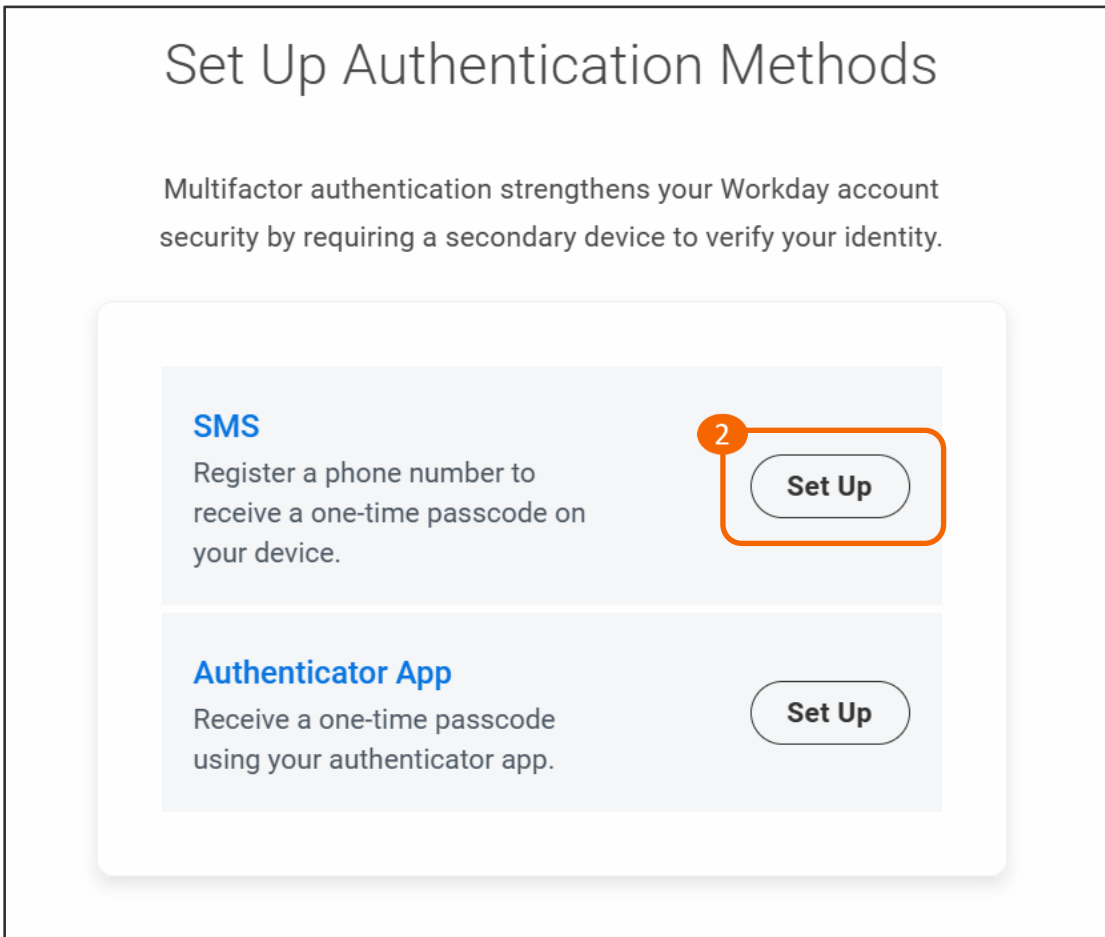 Set Up Authentication Methods
Multifactor authentication strengthens your Workday account
security by requiring a secondary device to verify your identity.
SMS
Register a phone number to
receive a one-time passcode on
your device.
2
Set Up
Authenticator App
Receive a one-time passcode
using your authenticator app.
Set Up